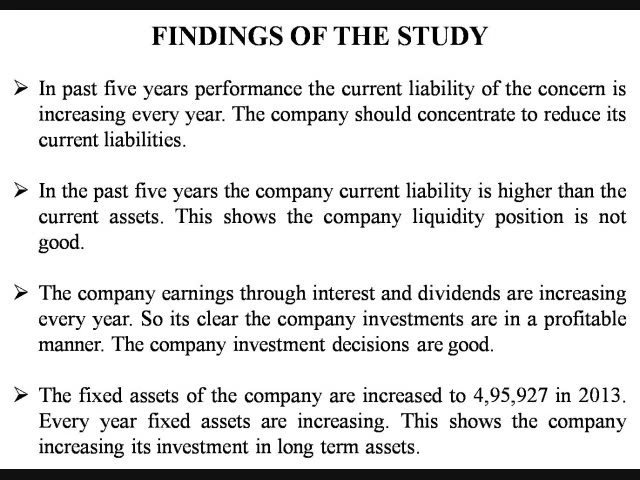 FINDINGS OF THE STUDY
➢ In past five years performance the current liability of the concern is
increasing every year. The company should concentrate to reduce its
current liabilities.
➢ In the past five years the company current liability is higher than the
current assets. This shows the company liquidity position is not
good.
➢ The company earnings through interest and dividends are increasing
every year. So its clear the company investments are in a profitable
manner. The company investment decisions are good.
➢ The fixed assets of the company are increased to 4,95,927 in 2013.
Every year fixed assets are increasing. This shows the company
increasing its investment in long term assets.